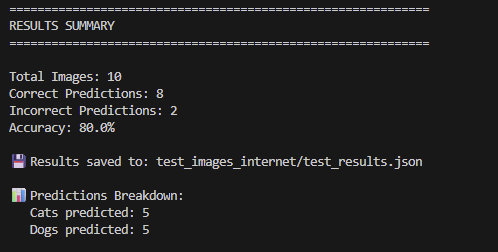 ============================================================
RESULTS SUMMARY
============================================================
Total Images: 10
Correct Predictions: 8
Incorrect Predictions: 2
Accuracy: 80.0%
💾 Results saved to: test_images_internet/test_results.json
📊 Predictions Breakdown:
Cats predicted: 5
Dogs predicted: 5